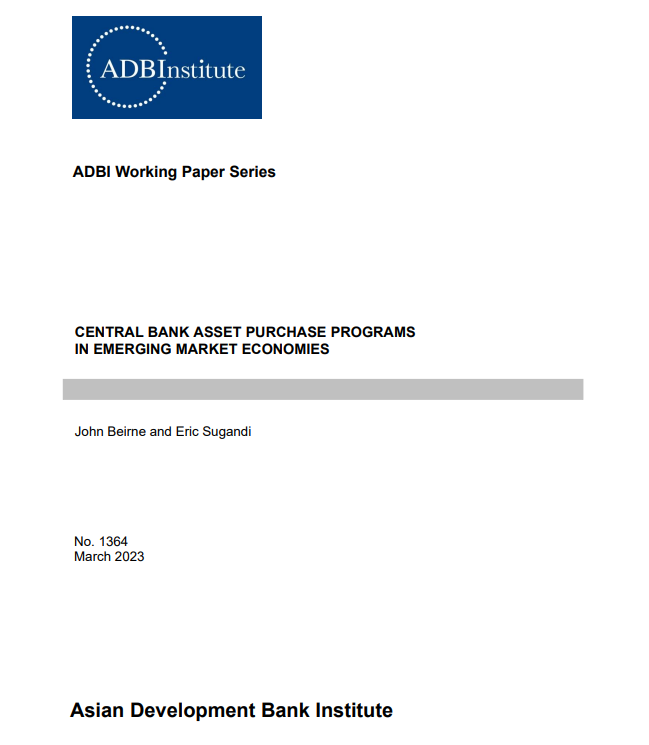 ADBInstitute
ADBI Working Paper Series
CENTRAL BANK ASSET PURCHASE PROGRAMS
IN EMERGING MARKET ECONOMIES
John Beirne and Eric Sugandi
No. 1364
March 2023
Asian Development Bank Institute